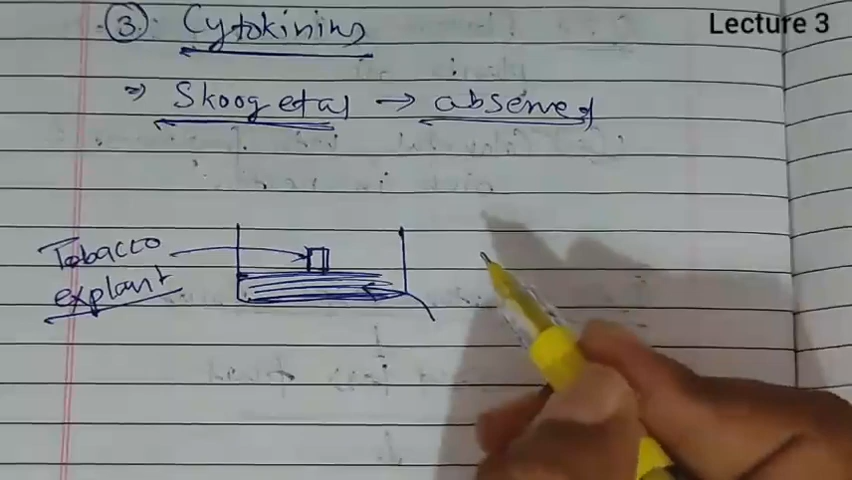 Lecture 3
③. Cytokinins
⇒ Skoog et al → observed
Tobacco
explant